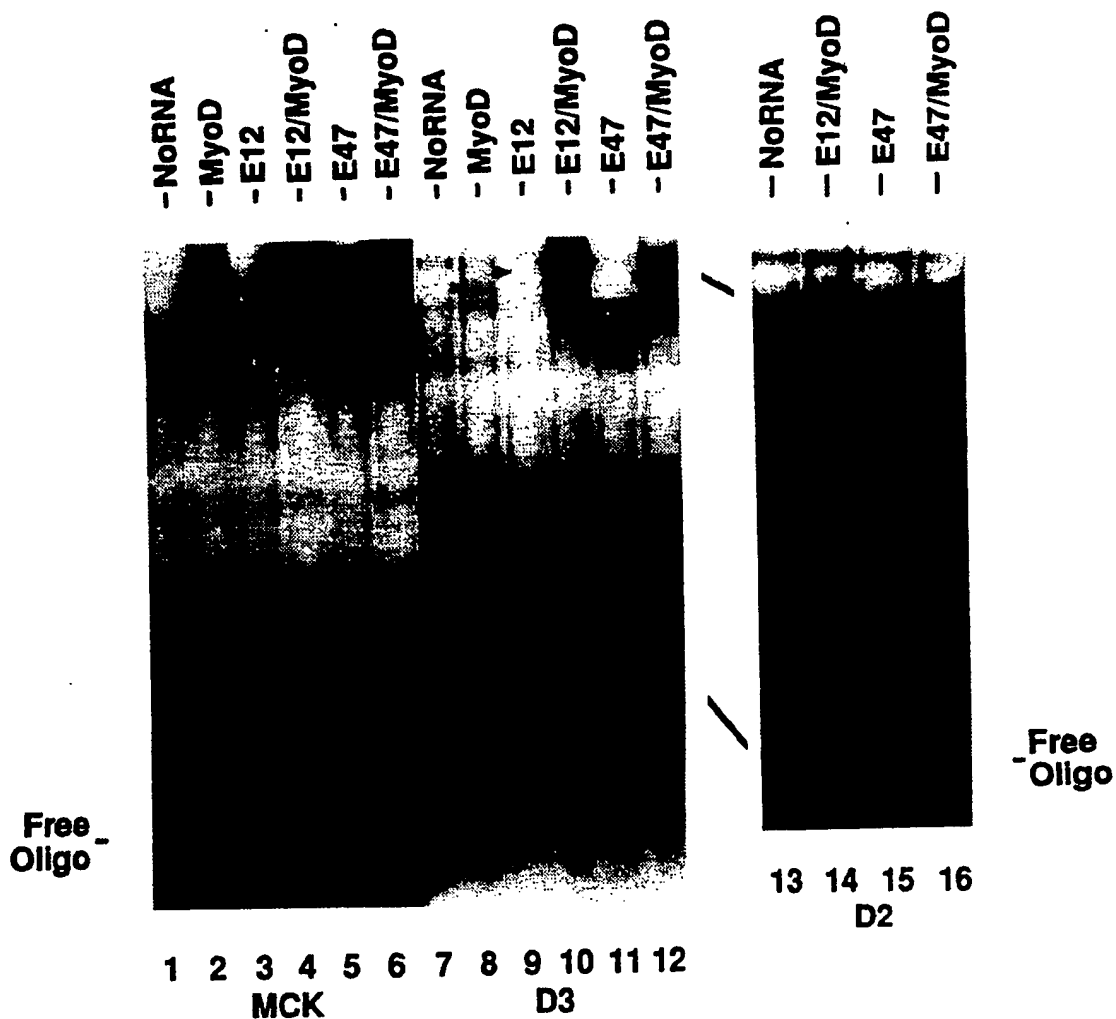 –NoRNA
–MyoD
–E12
–E12/MyoD
–E47
–E47/MyoD
–NoRNA
–MyoD
–E12
–E12/MyoD
–E47
–E47/MyoD
–NoRNA
–E12/MyoD
–E47
–E47/MyoD
Free –
Oligo
–Free
Oligo
1 2 3 4 5 6 7 8 9 10 11 12
MCK D3
13 14 15 16
D2